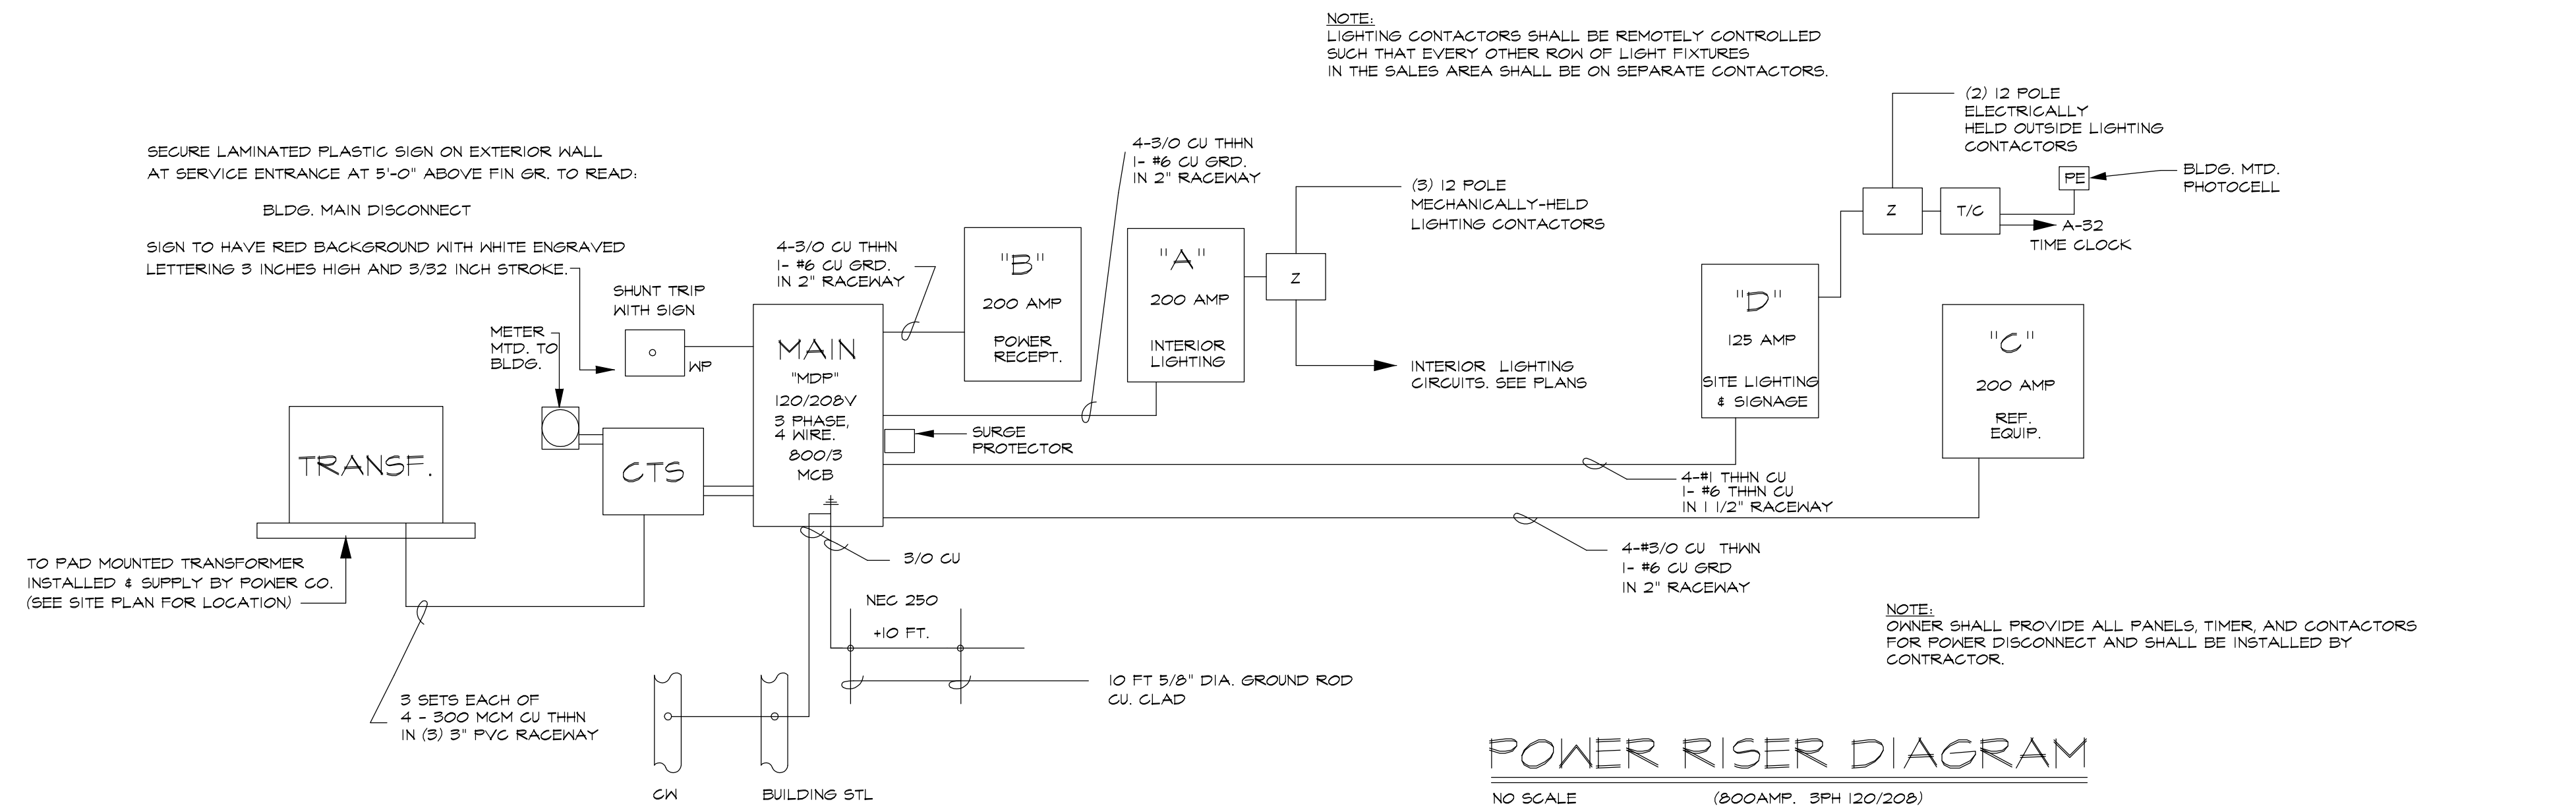 NOTE:
LIGHTING CONTACTORS SHALL BE REMOTELY CONTROLLED
SUCH THAT EVERY OTHER ROW OF LIGHT FIXTURES
IN THE SALES AREA SHALL BE ON SEPARATE CONTACTORS.
(2) 12 POLE
ELECTRICALLY
HELD OUTSIDE LIGHTING
CONTACTORS
SECURE LAMINATED PLASTIC SIGN ON EXTERIOR WALL
AT SERVICE ENTRANCE AT 5'-0" ABOVE FIN GR. TO READ:
BLDG. MAIN DISCONNECT
SIGN TO HAVE RED BACKGROUND WITH WHITE ENGRAVED
LETTERING 3 INCHES HIGH AND 3/32 INCH STROKE.
4-3/0 CU THHN
1- #6 CU GRD.
IN 2" RACEWAY
(3) 12 POLE
MECHANICALLY-HELD
LIGHTING CONTACTORS
PE
BLDG. MTD.
PHOTOCELL
Z
T/C
A-32
TIME CLOCK
4-3/0 CU THHN
1- #6 CU GRD.
IN 2" RACEWAY
"B"
200 AMP
POWER
RECEPT.
"A"
200 AMP
INTERIOR
LIGHTING
Z
INTERIOR LIGHTING
CIRCUITS. SEE PLANS
"D"
125 AMP
SITE LIGHTING
& SIGNAGE
"C"
200 AMP
REF.
EQUIP.
SHUNT TRIP
WITH SIGN
WP
METER
MTD. TO
BLDG.
MAIN
"MDP"
120/208V
3 PHASE,
4 WIRE.
800/3
MCB
SURGE
PROTECTOR
TRANSF.
CTS
4-#1 THHN CU
1- #6 THHN CU
IN 1 1/2" RACEWAY
4-#3/0 CU THWN
1- #6 CU GRD
IN 2" RACEWAY
3/0 CU
TO PAD MOUNTED TRANSFORMER
INSTALLED & SUPPLY BY POWER CO.
(SEE SITE PLAN FOR LOCATION)
NEC 250
+10 FT.
10 FT 5/8" DIA. GROUND ROD
CU. CLAD
NOTE:
OWNER SHALL PROVIDE ALL PANELS, TIMER, AND CONTACTORS
FOR POWER DISCONNECT AND SHALL BE INSTALLED BY
CONTRACTOR.
3 SETS EACH OF
4 - 300 MCM CU THHN
IN (3) 3" PVC RACEWAY
CW
BUILDING STL
POWER RISER DIAGRAM
NO SCALE
(800AMP. 3PH 120/208)